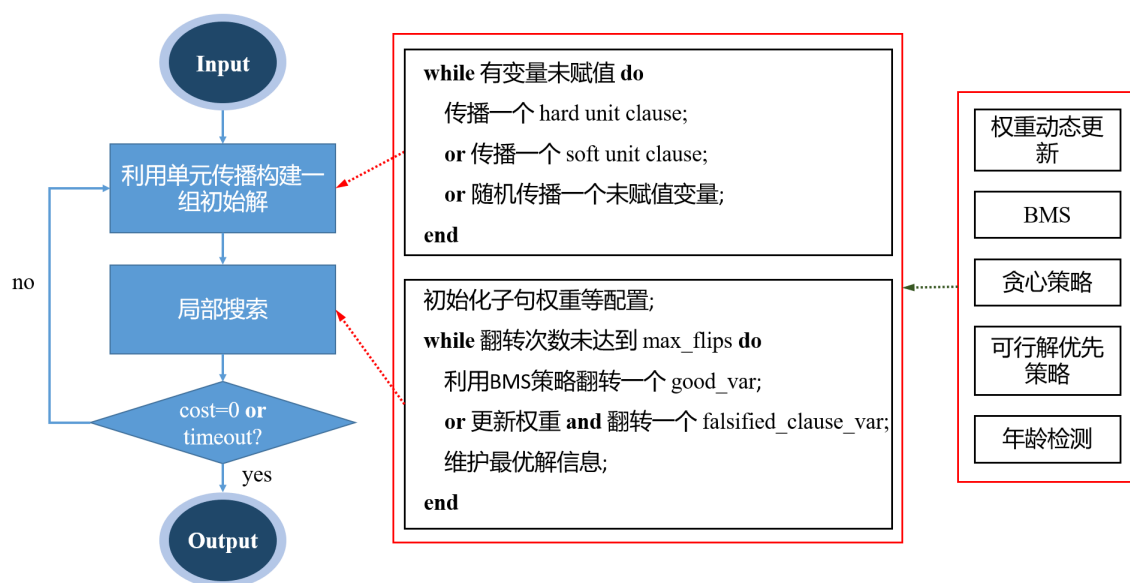 Input
利用单元传播构建一
组初始解
局部搜索
no
cost=0 or
timeout?
yes
Output
while 有变量未赋值 do
传播一个 hard unit clause;
or 传播一个 soft unit clause;
or 随机传播一个未赋值变量;
end
初始化子句权重等配置;
while 翻转次数未达到 max_flips do
利用BMS策略翻转一个 good_var;
or 更新权重 and 翻转一个 falsified_clause_var;
维护最优解信息;
end
权重动态更
新
BMS
贪心策略
可行解优先
策略
年龄检测